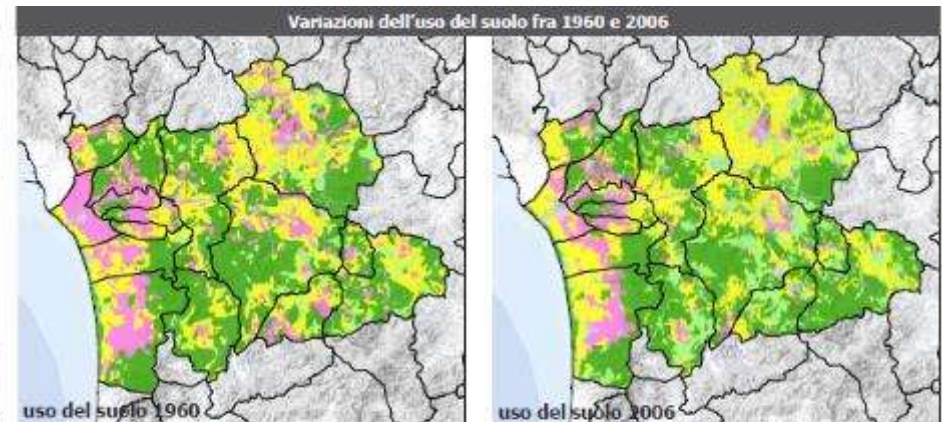 Variazioni dell'uso del suolo fra 1960 e 2006
uso del suolo 1960
uso del suolo 2006